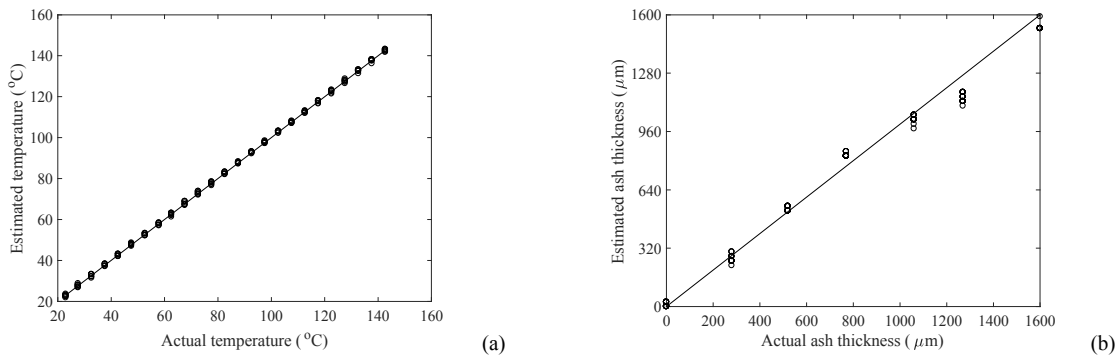 160
140
120
100
80
60
40
20
Estimated temperature (°C)
20 40 60 80 100 120 140 160
Actual temperature (°C)
(a)
1600
1280
960
640
320
0
Estimated ash thickness (μm)
0 200 400 600 800 1000 1200 1400 1600
Actual ash thickness (μm)
(b)